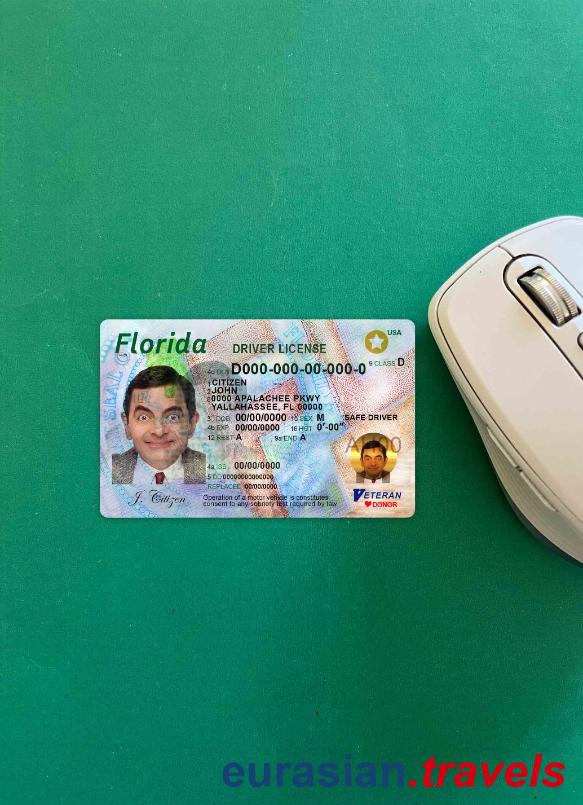 Florida
DRIVER LICENSE
USA
9 CLASS D
4d DLN D000-000-00-000-0
1 CITIZEN
2 JOHN
8 0000 APALACHEE PKWY
YALLAHASSEE, FL 00000
3 DOB 00/00/0000 15 SEX M
SAFE DRIVER
4b EXP 00/00/0000 16 HGT 0'-00"
12 REST A 9a END A
4a ISS 00/00/0000
5 DD 0000000000000
REPLACED 00/00/0000
J. Citizen
Operation of a motor vehicle is constitutes
consent to any sobriety test required by law
VETERAN
DONOR
eurasian.travels